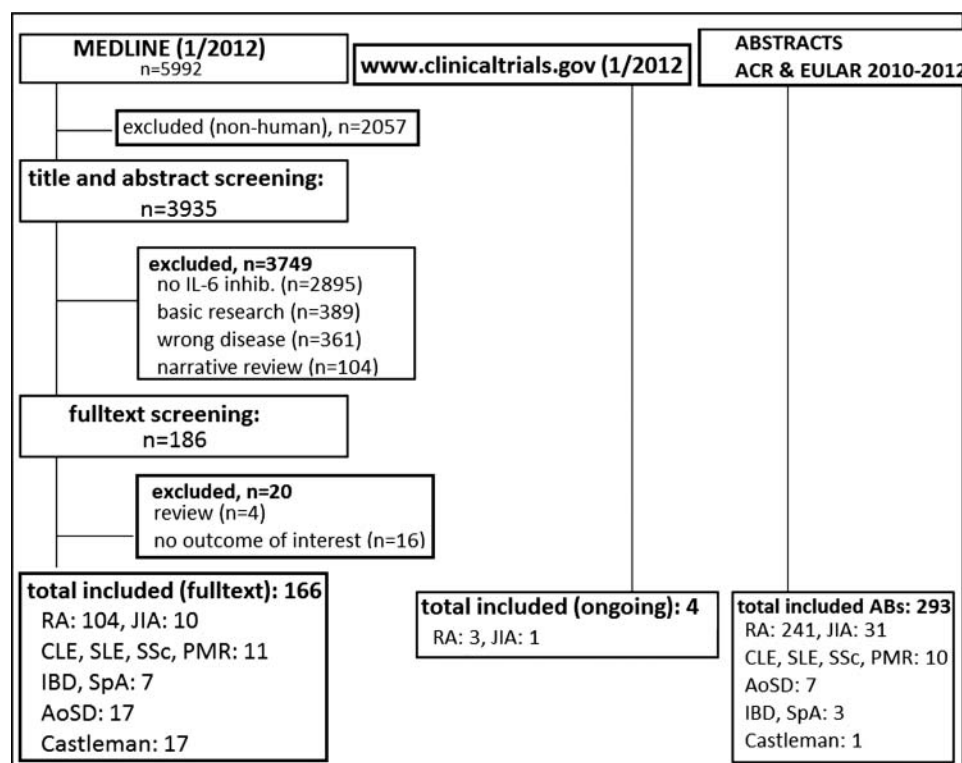 MEDLINE (1/2012)
n=5992
www.clinicaltrials.gov (1/2012
ABSTRACTS
ACR & EULAR 2010-2012
excluded (non-human), n=2057
title and abstract screening:
n=3935
excluded, n=3749
no IL-6 inhib. (n=2895)
basic research (n=389)
wrong disease (n=361)
narrative review (n=104)
fulltext screening:
n=186
excluded, n=20
review (n=4)
no outcome of interest (n=16)
total included (fulltext): 166
RA: 104, JIA: 10
CLE, SLE, SSc, PMR: 11
IBD, SpA: 7
AoSD: 17
Castleman: 17
total included (ongoing): 4
RA: 3, JIA: 1
total included ABs: 293
RA: 241, JIA: 31
CLE, SLE, SSc, PMR: 10
AoSD: 7
IBD, SpA: 3
Castleman: 1